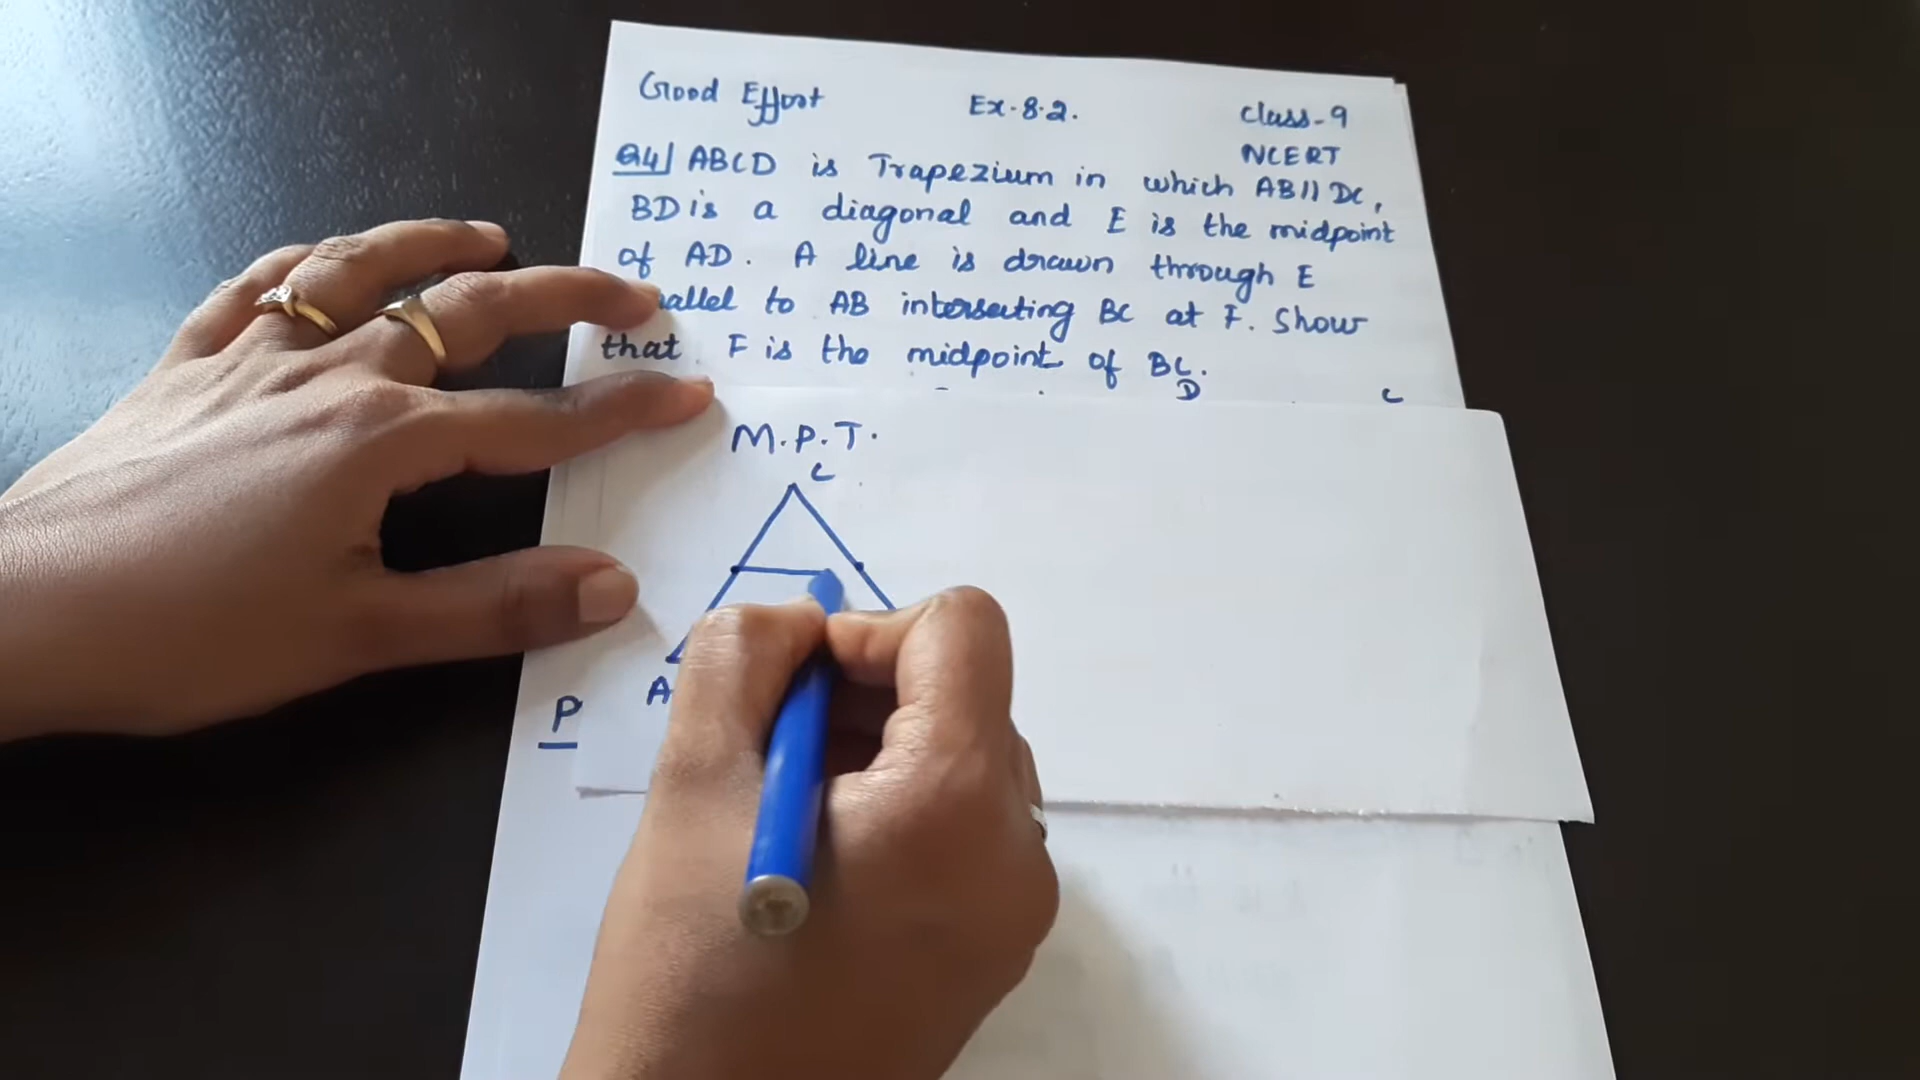 Good Effort Ex-8.2. Class-9
NCERT
Q4) ABCD is Trapezium in which AB || DC,
BD is a diagonal and E is the midpoint
of AD. A line is drawn through E
allel to AB intersecting BC at F. Show
that F is the midpoint of BC.
D C
M.P.T.
C
A
P